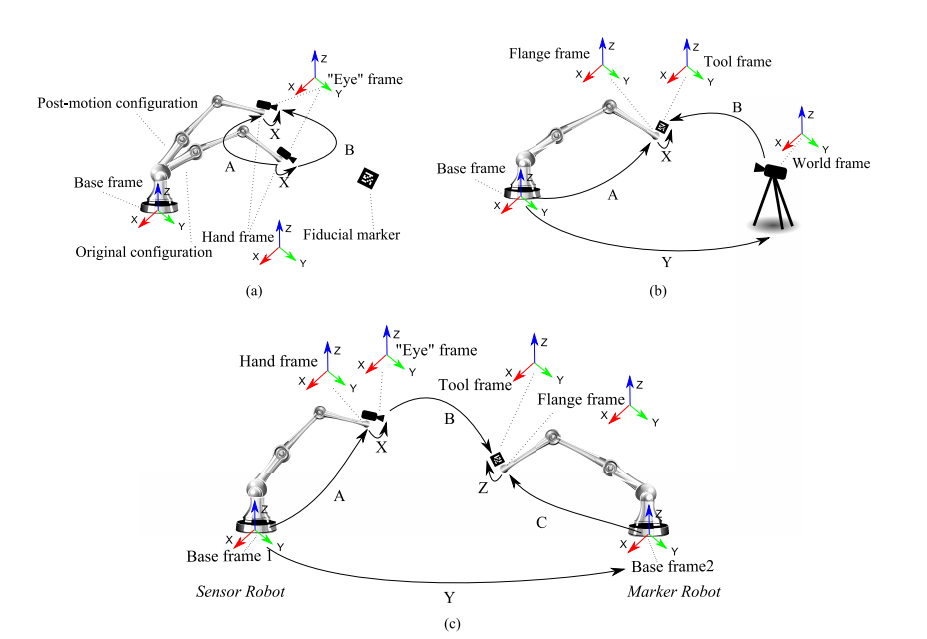 Z
X
Y
"Eye" frame
Post-motion configuration
X
A
B
X
Base frame
Z
X
Y
Original configuration
Hand frame
Z
X
Y
Fiducial marker
(a)
Flange frame
Z
X
Y
Z
X
Y
Tool frame
B
X
Z
X
Y
World frame
Base frame
Z
X
Y
A
Y
(b)
Hand frame
Z
X
Y
Z
X
Y
"Eye" frame
Z
X
Y
Tool frame
Flange frame
Z
X
Y
B
X
A
Z
C
Z
X
Y
Base frame 1
Z
X
Y
Base frame2
Sensor Robot
Marker Robot
Y
(c)